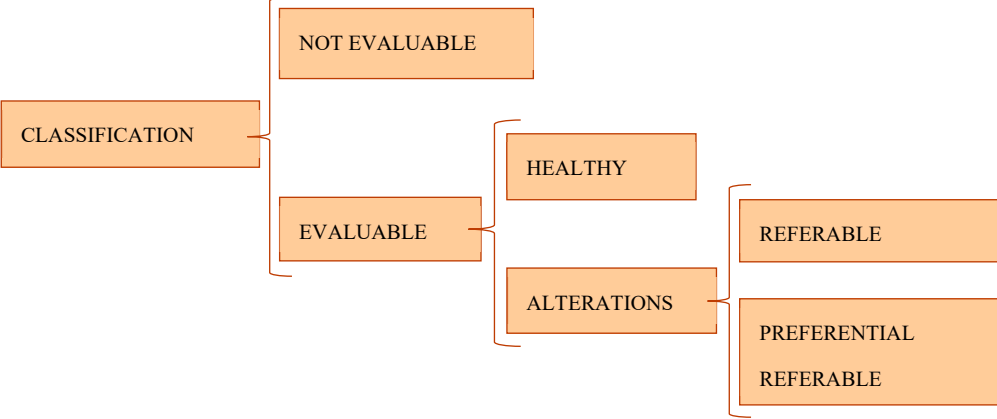 NOT EVALUABLE
CLASSIFICATION
HEALTHY
EVALUABLE
REFERABLE
ALTERATIONS
PREFERENTIAL
REFERABLE